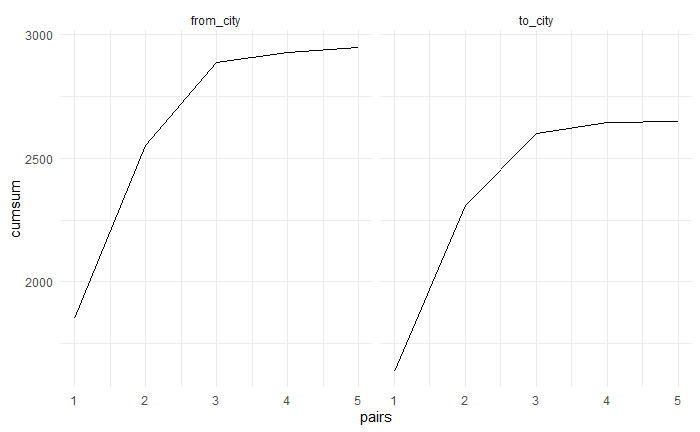 from_city to_city
3000
2500
2000
cumsum
1 2 3 4 5 1 2 3 4 5
pairs